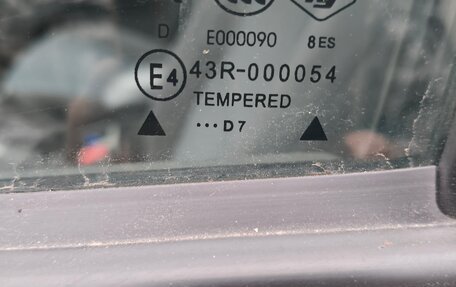 D E000090 8ES
E4 43R-000054
TEMPERED
•••D7